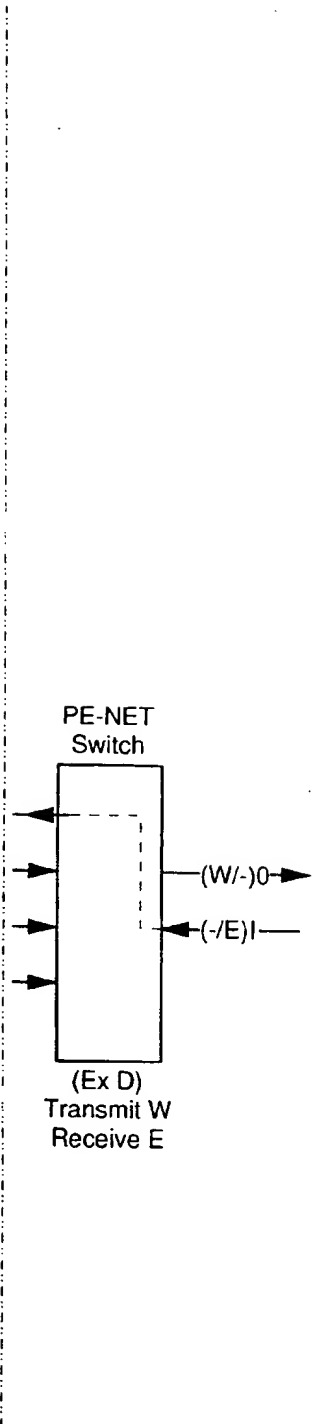 PE-NET
Switch
(W/-)0
(-/E)I
(Ex D)
Transmit W
Receive E